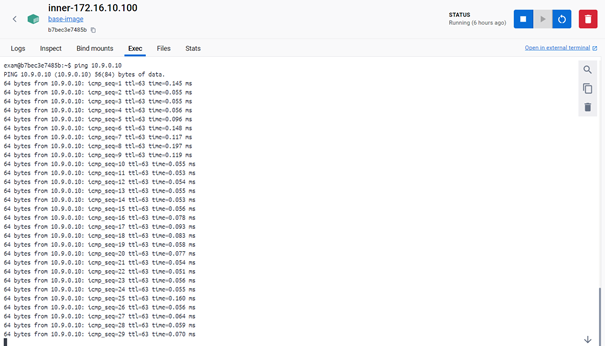 inner-172.16.10.100
base-image
b7bec3e7485b
STATUS
Running (6 hours ago)
Logs Inspect Bind mounts Exec Files Stats
Open in external terminal
exam@b7bec3e7485b:~$ ping 10.9.0.10
PING 10.9.0.10 (10.9.0.10) 56(84) bytes of data.
64 bytes from 10.9.0.10: icmp_seq=1 ttl=63 time=0.145 ms
64 bytes from 10.9.0.10: icmp_seq=2 ttl=63 time=0.055 ms
64 bytes from 10.9.0.10: icmp_seq=3 ttl=63 time=0.055 ms
64 bytes from 10.9.0.10: icmp_seq=4 ttl=63 time=0.056 ms
64 bytes from 10.9.0.10: icmp_seq=5 ttl=63 time=0.096 ms
64 bytes from 10.9.0.10: icmp_seq=6 ttl=63 time=0.148 ms
64 bytes from 10.9.0.10: icmp_seq=7 ttl=63 time=0.117 ms
64 bytes from 10.9.0.10: icmp_seq=8 ttl=63 time=0.197 ms
64 bytes from 10.9.0.10: icmp_seq=9 ttl=63 time=0.119 ms
64 bytes from 10.9.0.10: icmp_seq=10 ttl=63 time=0.055 ms
64 bytes from 10.9.0.10: icmp_seq=11 ttl=63 time=0.053 ms
64 bytes from 10.9.0.10: icmp_seq=12 ttl=63 time=0.054 ms
64 bytes from 10.9.0.10: icmp_seq=13 ttl=63 time=0.055 ms
64 bytes from 10.9.0.10: icmp_seq=14 ttl=63 time=0.053 ms
64 bytes from 10.9.0.10: icmp_seq=15 ttl=63 time=0.056 ms
64 bytes from 10.9.0.10: icmp_seq=16 ttl=63 time=0.078 ms
64 bytes from 10.9.0.10: icmp_seq=17 ttl=63 time=0.093 ms
64 bytes from 10.9.0.10: icmp_seq=18 ttl=63 time=0.083 ms
64 bytes from 10.9.0.10: icmp_seq=19 ttl=63 time=0.058 ms
64 bytes from 10.9.0.10: icmp_seq=20 ttl=63 time=0.077 ms
64 bytes from 10.9.0.10: icmp_seq=21 ttl=63 time=0.054 ms
64 bytes from 10.9.0.10: icmp_seq=22 ttl=63 time=0.051 ms
64 bytes from 10.9.0.10: icmp_seq=23 ttl=63 time=0.056 ms
64 bytes from 10.9.0.10: icmp_seq=24 ttl=63 time=0.055 ms
64 bytes from 10.9.0.10: icmp_seq=25 ttl=63 time=0.160 ms
64 bytes from 10.9.0.10: icmp_seq=26 ttl=63 time=0.056 ms
64 bytes from 10.9.0.10: icmp_seq=27 ttl=63 time=0.064 ms
64 bytes from 10.9.0.10: icmp_seq=28 ttl=63 time=0.059 ms
64 bytes from 10.9.0.10: icmp_seq=29 ttl=63 time=0.070 ms